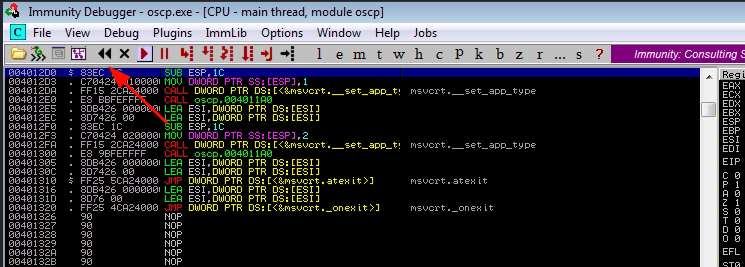 Immunity Debugger - oscp.exe - [CPU - main thread, module oscp]
C File View Debug Plugins ImmLib Options Window Help Jobs
l e m t w h c p k b z r ... s ? Immunity: Consulting S
004012D0 $ 83EC SUB ESP,1C
004012D3 . C70424 0100000 MOV DWORD PTR SS:[ESP],1
004012DA . FF15 2CA24000 CALL DWORD PTR DS:[<&msvcrt.__set_app_ty msvcrt.__set_app_type
004012E0 . E8 BBFEFFFF CALL oscp.004011A0
004012E5 . 8DB426 0000000 LEA ESI,DWORD PTR DS:[ESI]
004012EC . 8D7426 00 LEA ESI,DWORD PTR DS:[ESI]
004012F0 . 83EC 1C SUB ESP,1C
004012F3 . C70424 0200000 MOV DWORD PTR SS:[ESP],2
004012FA . FF15 2CA24000 CALL DWORD PTR DS:[<&msvcrt.__set_app_ty msvcrt.__set_app_type
00401300 . E8 9BFEFFFF CALL oscp.004011A0
00401305 . 8DB426 0000000 LEA ESI,DWORD PTR DS:[ESI]
0040130C . 8D7426 00 LEA ESI,DWORD PTR DS:[ESI]
00401310 $ FF25 5CA24000 JMP DWORD PTR DS:[<&msvcrt.atexit>] msvcrt.atexit
00401316 . 8DB426 0000000 LEA ESI,DWORD PTR DS:[ESI]
0040131D . 8D76 00 LEA ESI,DWORD PTR DS:[ESI]
00401320 . FF25 4CA24000 JMP DWORD PTR DS:[<&msvcrt._onexit>] msvcrt._onexit
00401326 90 NOP
00401327 90 NOP
00401328 90 NOP
00401329 90 NOP
0040132A 90 NOP
0040132B 90 NOP
Regi
EAX
ECX
EDX
EBX
ESP
EBP
ESI
EDI
EIP
C 0
P 1
A 0
Z 1
S 0
T 0
D 0
O 0
EFL
ST0